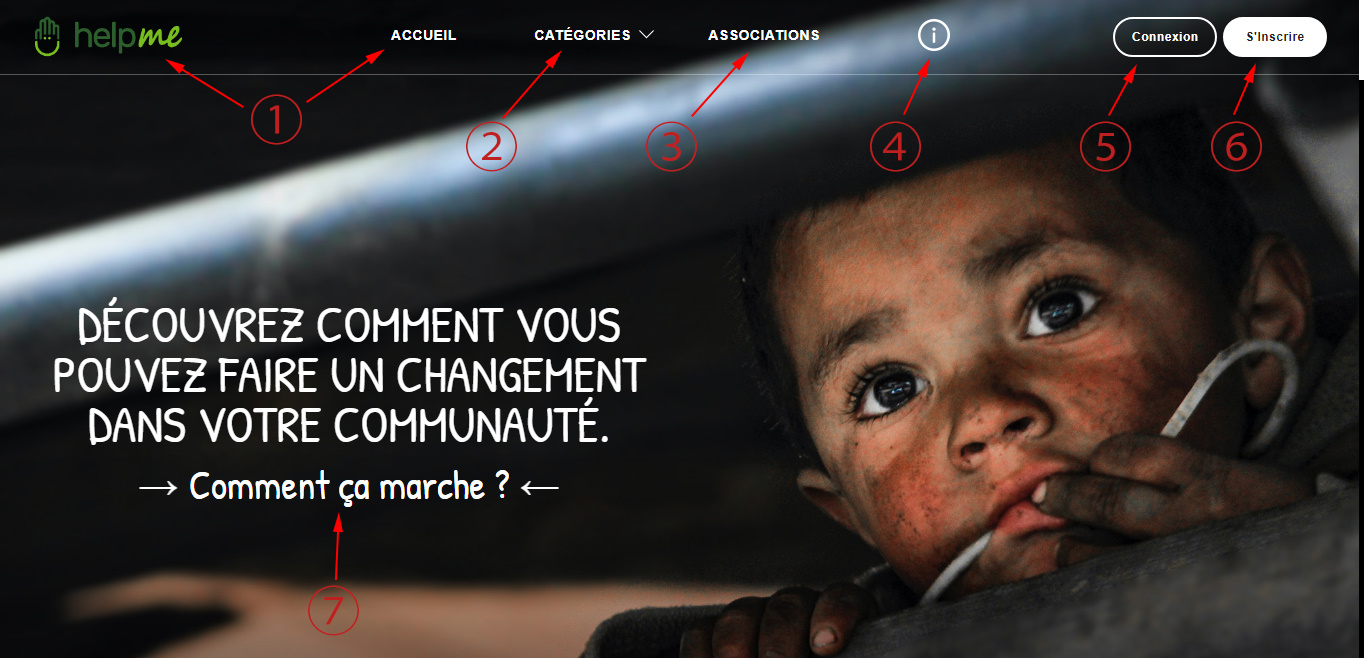 helpme
ACCUEIL
CATÉGORIES
ASSOCIATIONS
i
Connexion
S'Inscrire
1
2
3
4
5
6
DÉCOUVREZ COMMENT VOUS
POUVEZ FAIRE UN CHANGEMENT
DANS VOTRE COMMUNAUTÉ.
→ Comment ça marche ? ←
7